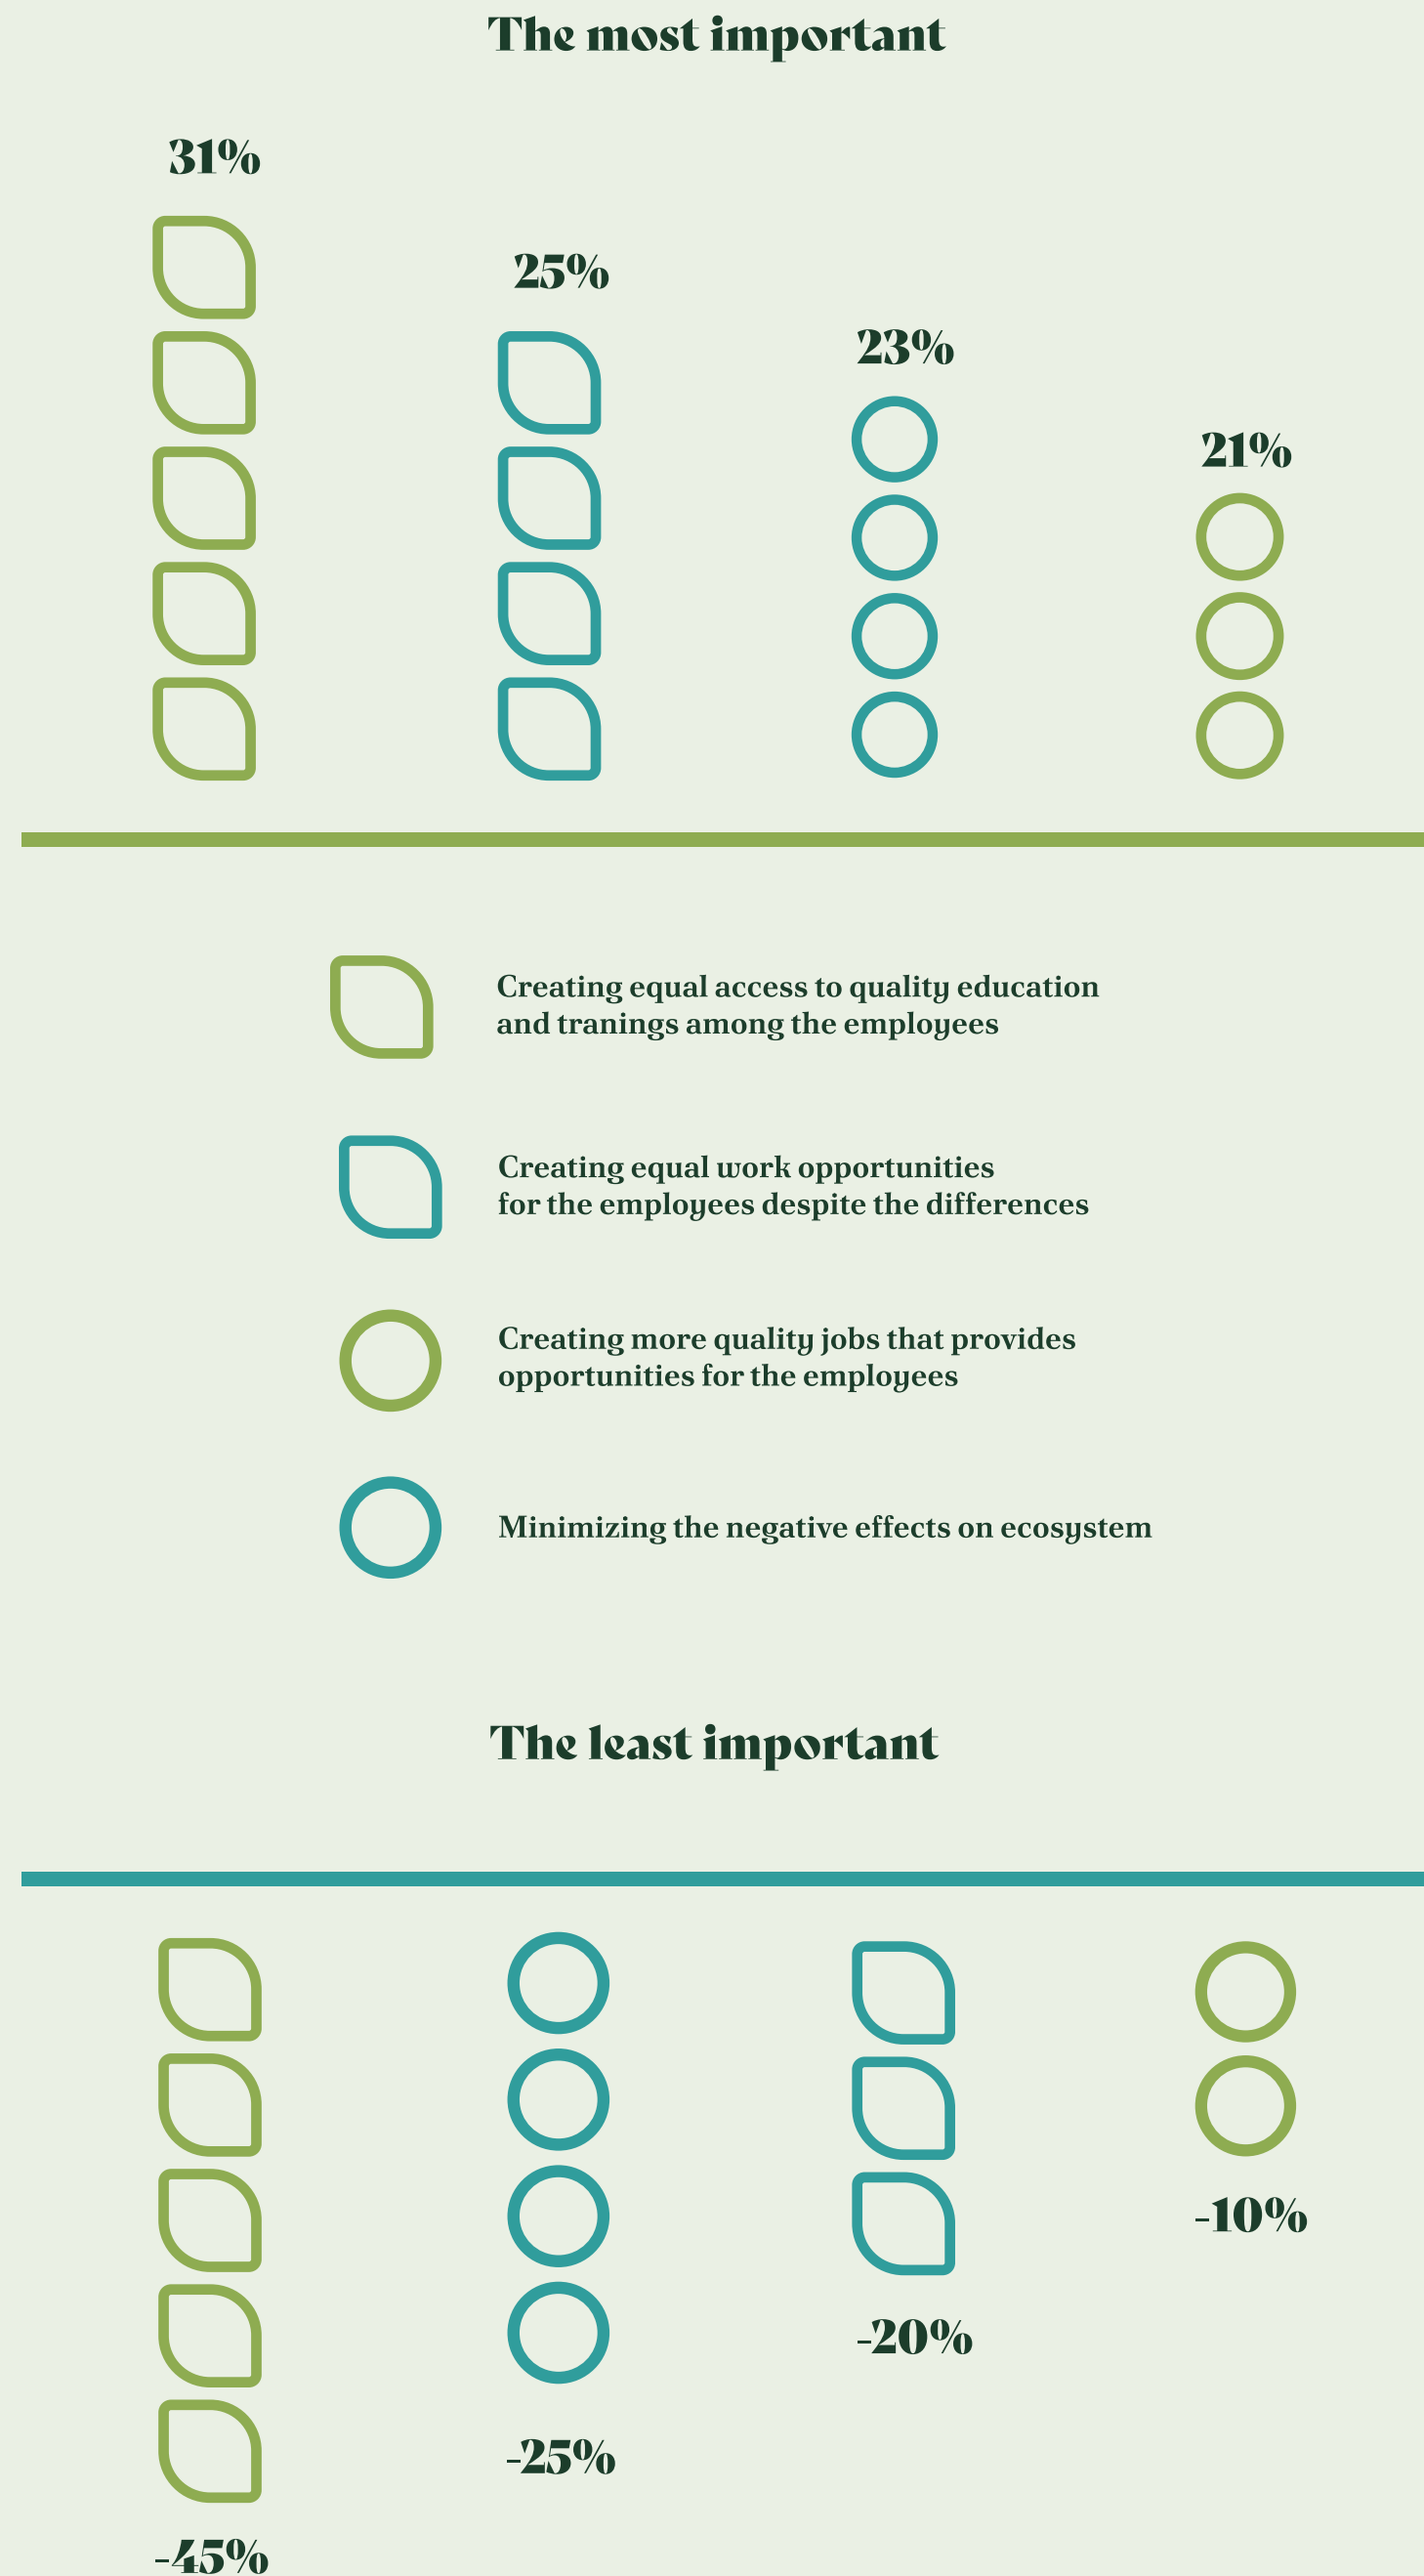 The most important
31%
25%
23%
21%
Creating equal access to quality education
and tranings among the employees
Creating equal work opportunities
for the employees despite the differences
Creating more quality jobs that provides
opportunities for the employees
Minimizing the negative effects on ecosystem
The least important
-10%
-20%
-25%
-45%